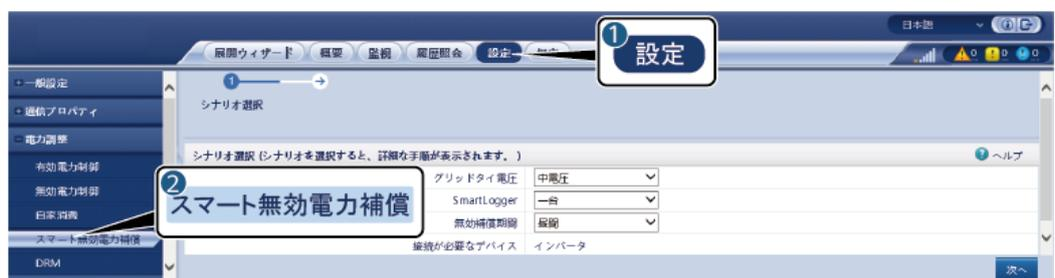 日本語
展開ウィザード 概要 監視 履歴照会 設定
1 設定
0 0 0
一般設定
通信プロパティ
電力調整
有効電力制御
無効電力制御
自家消費
スマート無効電力補償
DRM
1
シナリオ選択
シナリオ選択 (シナリオを選択すると、詳細な手順が表示されます。)
ヘルプ
グリッドタイ電圧 中電圧
SmartLogger 一台
無効補償期間 昼間
接続が必要なデバイス インバータ
2
スマート無効電力補償
次へ